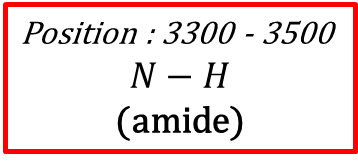 Position : 3300 - 3500
N − H
(amide)